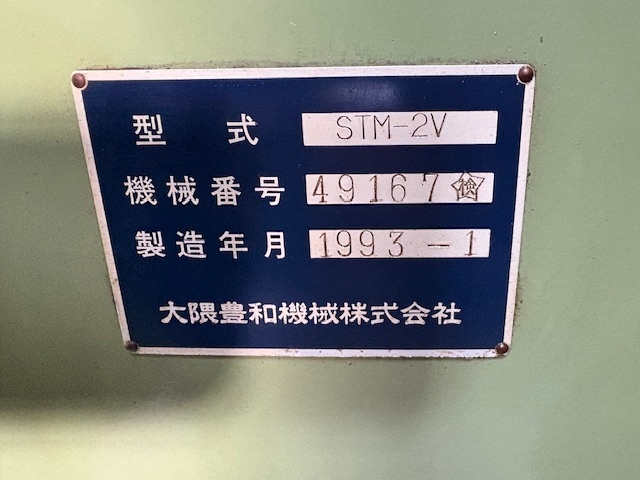 型式 STM-2V
機械番号 49167 検
製造年月 1993-1
大隈豊和機械株式会社